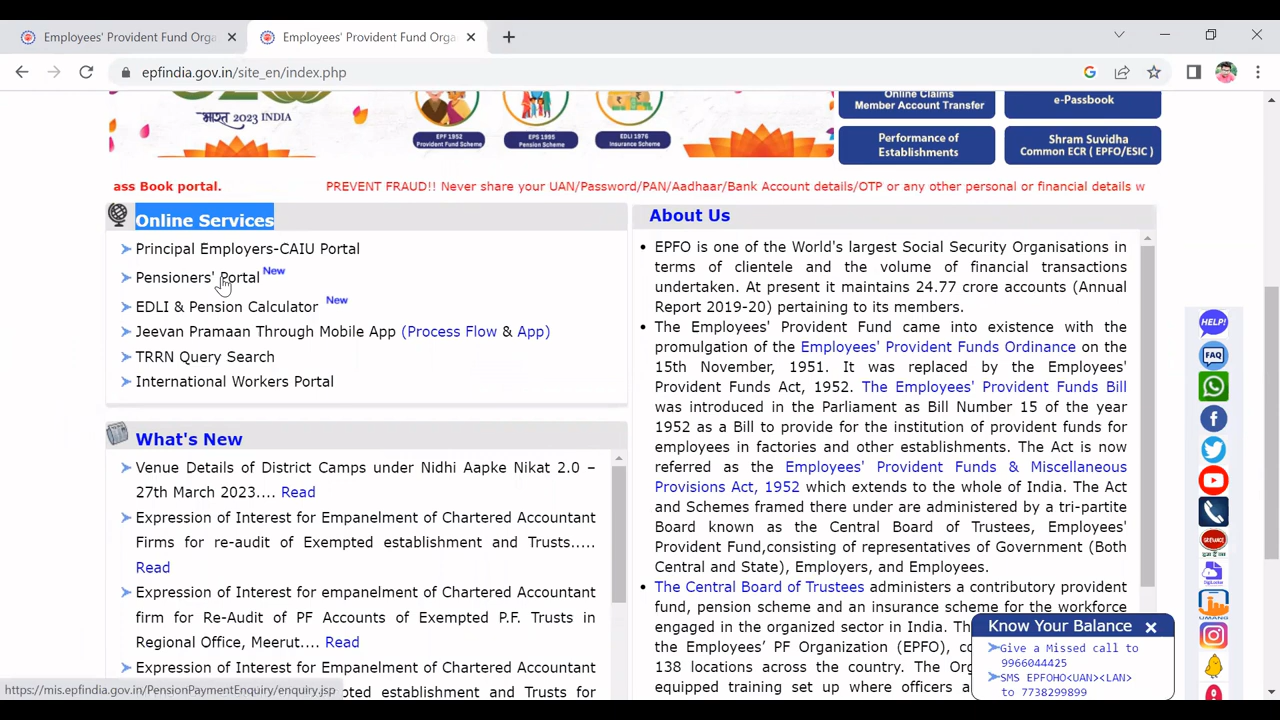 Employees' Provident Fund Orga
Employees' Provident Fund Orga
epfindia.gov.in/site_en/index.php
भारत 2023 INDIA
EPF 1952
Provident Fund Scheme
EPS 1995
Pension Scheme
EDLI 1976
Insurance Scheme
Online Claims
Member Account Transfer
e-Passbook
Performance of
Establishments
Shram Suvidha
Common ECR ( EPFO/ESIC )
ass Book portal.
PREVENT FRAUD!! Never share your UAN/Password/PAN/Aadhaar/Bank Account details/OTP or any other personal or financial details w
Online Services
Principal Employers-CAIU Portal
Pensioners' Portal New
EDLI & Pension Calculator New
Jeevan Pramaan Through Mobile App (Process Flow & App)
TRRN Query Search
International Workers Portal
What's New
Venue Details of District Camps under Nidhi Aapke Nikat 2.0 –
27th March 2023.... Read
Expression of Interest for Empanelment of Chartered Accountant
Firms for re-audit of Exempted establishment and Trusts.....
Read
Expression of Interest for empanelment of Chartered Accountant
firm for Re-Audit of PF Accounts of Exempted P.F. Trusts in
Regional Office, Meerut.... Read
Expression of Interest for Empanelment of Chartered Accountant
empted establishment and Trusts for
https://mis.epfindia.gov.in/PensionPaymentEnquiry/enquiry.jsp
About Us
EPFO is one of the World's largest Social Security Organisations in
terms of clientele and the volume of financial transactions
undertaken. At present it maintains 24.77 crore accounts (Annual
Report 2019-20) pertaining to its members.
The Employees' Provident Fund came into existence with the
promulgation of the Employees' Provident Funds Ordinance on the
15th November, 1951. It was replaced by the Employees'
Provident Funds Act, 1952. The Employees' Provident Funds Bill
was introduced in the Parliament as Bill Number 15 of the year
1952 as a Bill to provide for the institution of provident funds for
employees in factories and other establishments. The Act is now
referred as the Employees' Provident Funds & Miscellaneous
Provisions Act, 1952 which extends to the whole of India. The Act
and Schemes framed there under are administered by a tri-partite
Board known as the Central Board of Trustees, Employees'
Provident Fund,consisting of representatives of Government (Both
Central and State), Employers, and Employees.
The Central Board of Trustees administers a contributory provident
fund, pension scheme and an insurance scheme for the workforce
engaged in the organized sector in India. Th
the Employees' PF Organization (EPFO), co
138 locations across the country. The Org
equipped training set up where officers a
HELP!
FAQ
Know Your Balance
Give a Missed call to
9966044425
SMS EPFOHO<UAN><LAN>
to 7738299899